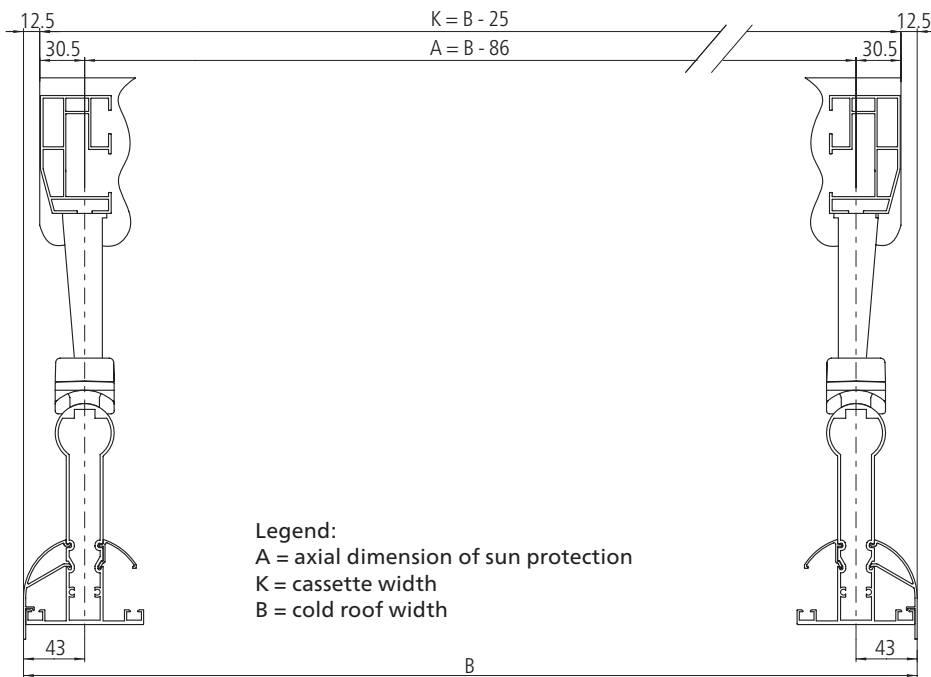 12.5 K = B - 25 12.5
30.5 A = B - 86 30.5
Legend:
A = axial dimension of sun protection
K = cassette width
B = cold roof width
43 43
B